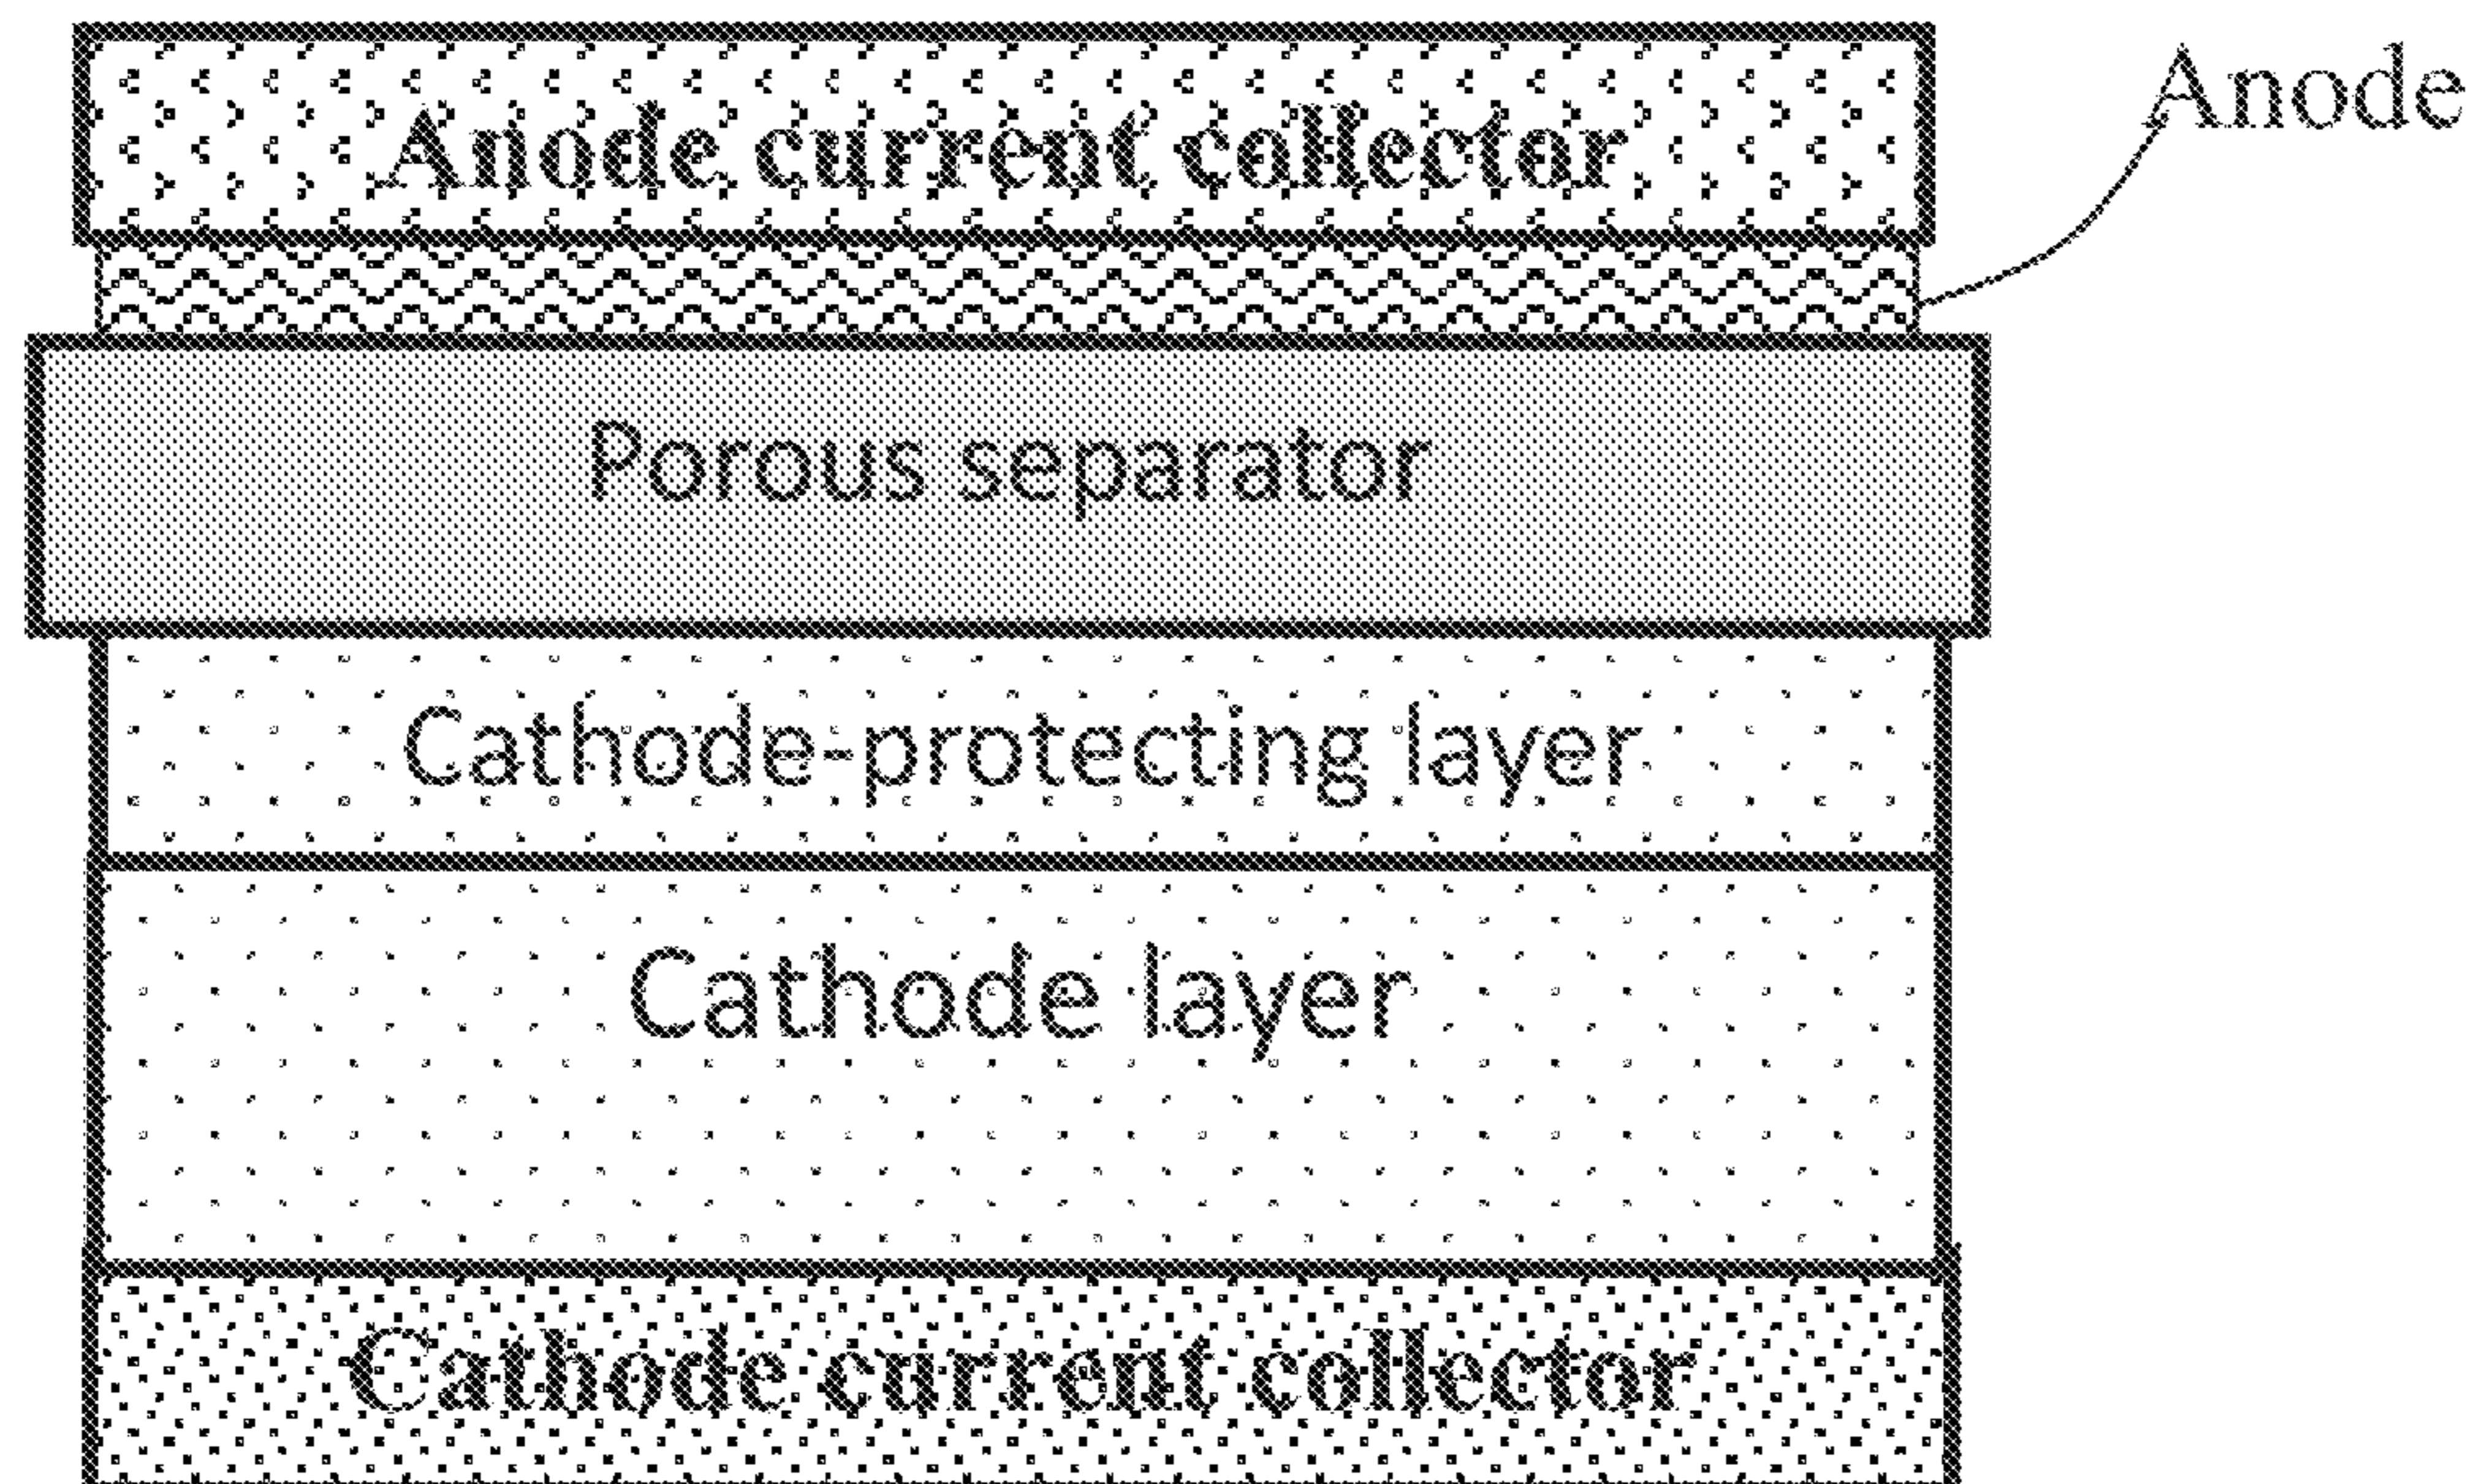 Anode
Anode current collector
Porous separator
Cathode-protecting layer
Cathode layer
Cathode current collector